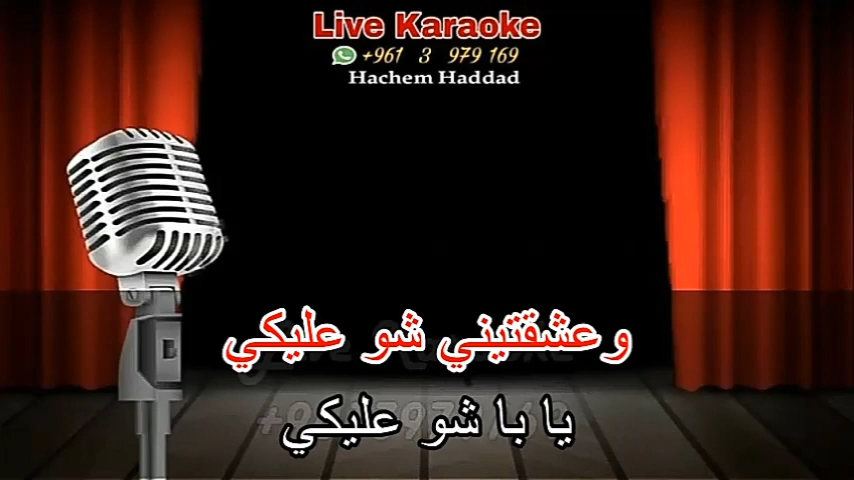 Live Karaoke
+961 3 979 169
Hachem Haddad
وعشقتيني شو عليكي
يا با شو عليكي